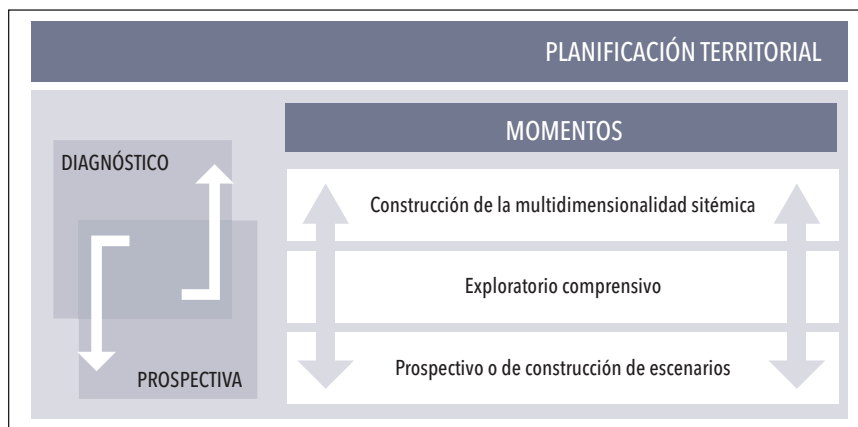 PLANIFICACIÓN TERRITORIAL
MOMENTOS
DIAGNÓSTICO
Construcción de la multidimensionalidad sitémica
Exploratorio comprensivo
Prospectivo o de construcción de escenarios
PROSPECTIVA